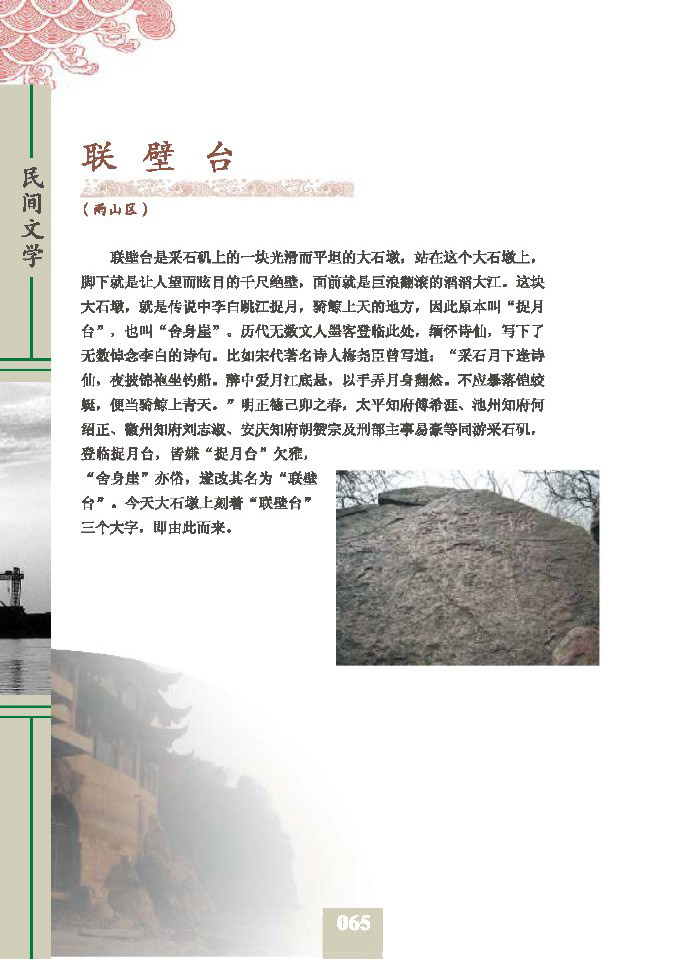 民间文学
联壁台
（雨山区）
联壁台是采石矶上的一块光滑而平坦的大石墩，站在这个大石墩上，
脚下就是让人望而眩目的千尺绝壁，面前就是巨浪翻滚的滔滔大江。这块
大石墩，就是传说中李白跳江捉月，骑鲸上天的地方，因此原本叫“捉月
台”，也叫“舍身崖”。历代无数文人墨客登临此处，缅怀诗仙，写下了
无数悼念李白的诗句。比如宋代著名诗人梅尧臣曾写道：“采石月下逢诗
仙，夜披锦袍坐钓船。醉中爱月江底悬，以手弄月身翻然。不应暴落饥蛟
蜒，便当骑鲸上青天。”明正德己卯之春，太平知府傅希准、池州知府何
绍正、徽州知府刘志淑、安庆知府胡赞宗及刑部主事易豪等同游采石矶，
登临捉月台，皆嫌“捉月台”欠雅，
“舍身崖”亦俗，遂改其名为“联壁
台”。今天大石墩上刻着“联壁台”
三个大字，即由此而来。
065